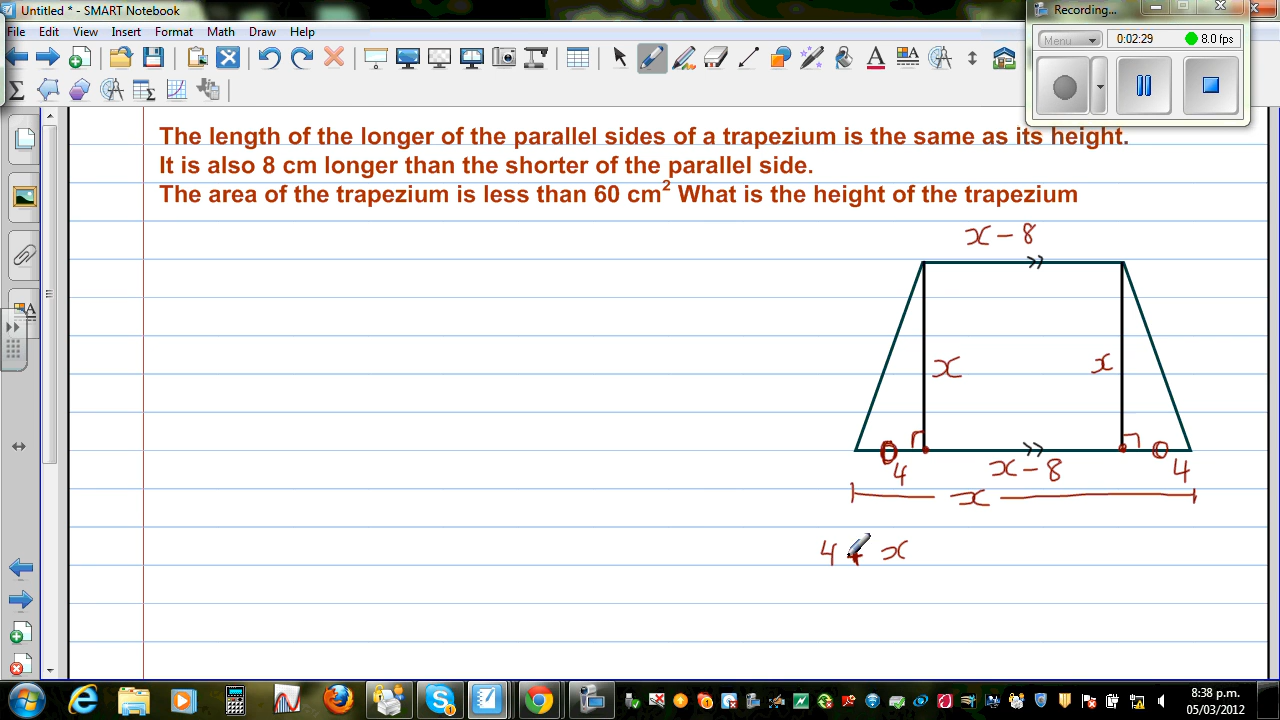 Untitled * - SMART Notebook
File Edit View Insert Format Math Draw Help
Recording...
Menu 0:02:29 8.0 fps
The length of the longer of the parallel sides of a trapezium is the same as its height.
It is also 8 cm longer than the shorter of the parallel side.
The area of the trapezium is less than 60 cm² What is the height of the trapezium
x - 8
x x
4 x - 8 4
x
4 + x
8:38 p.m.
05/03/2012